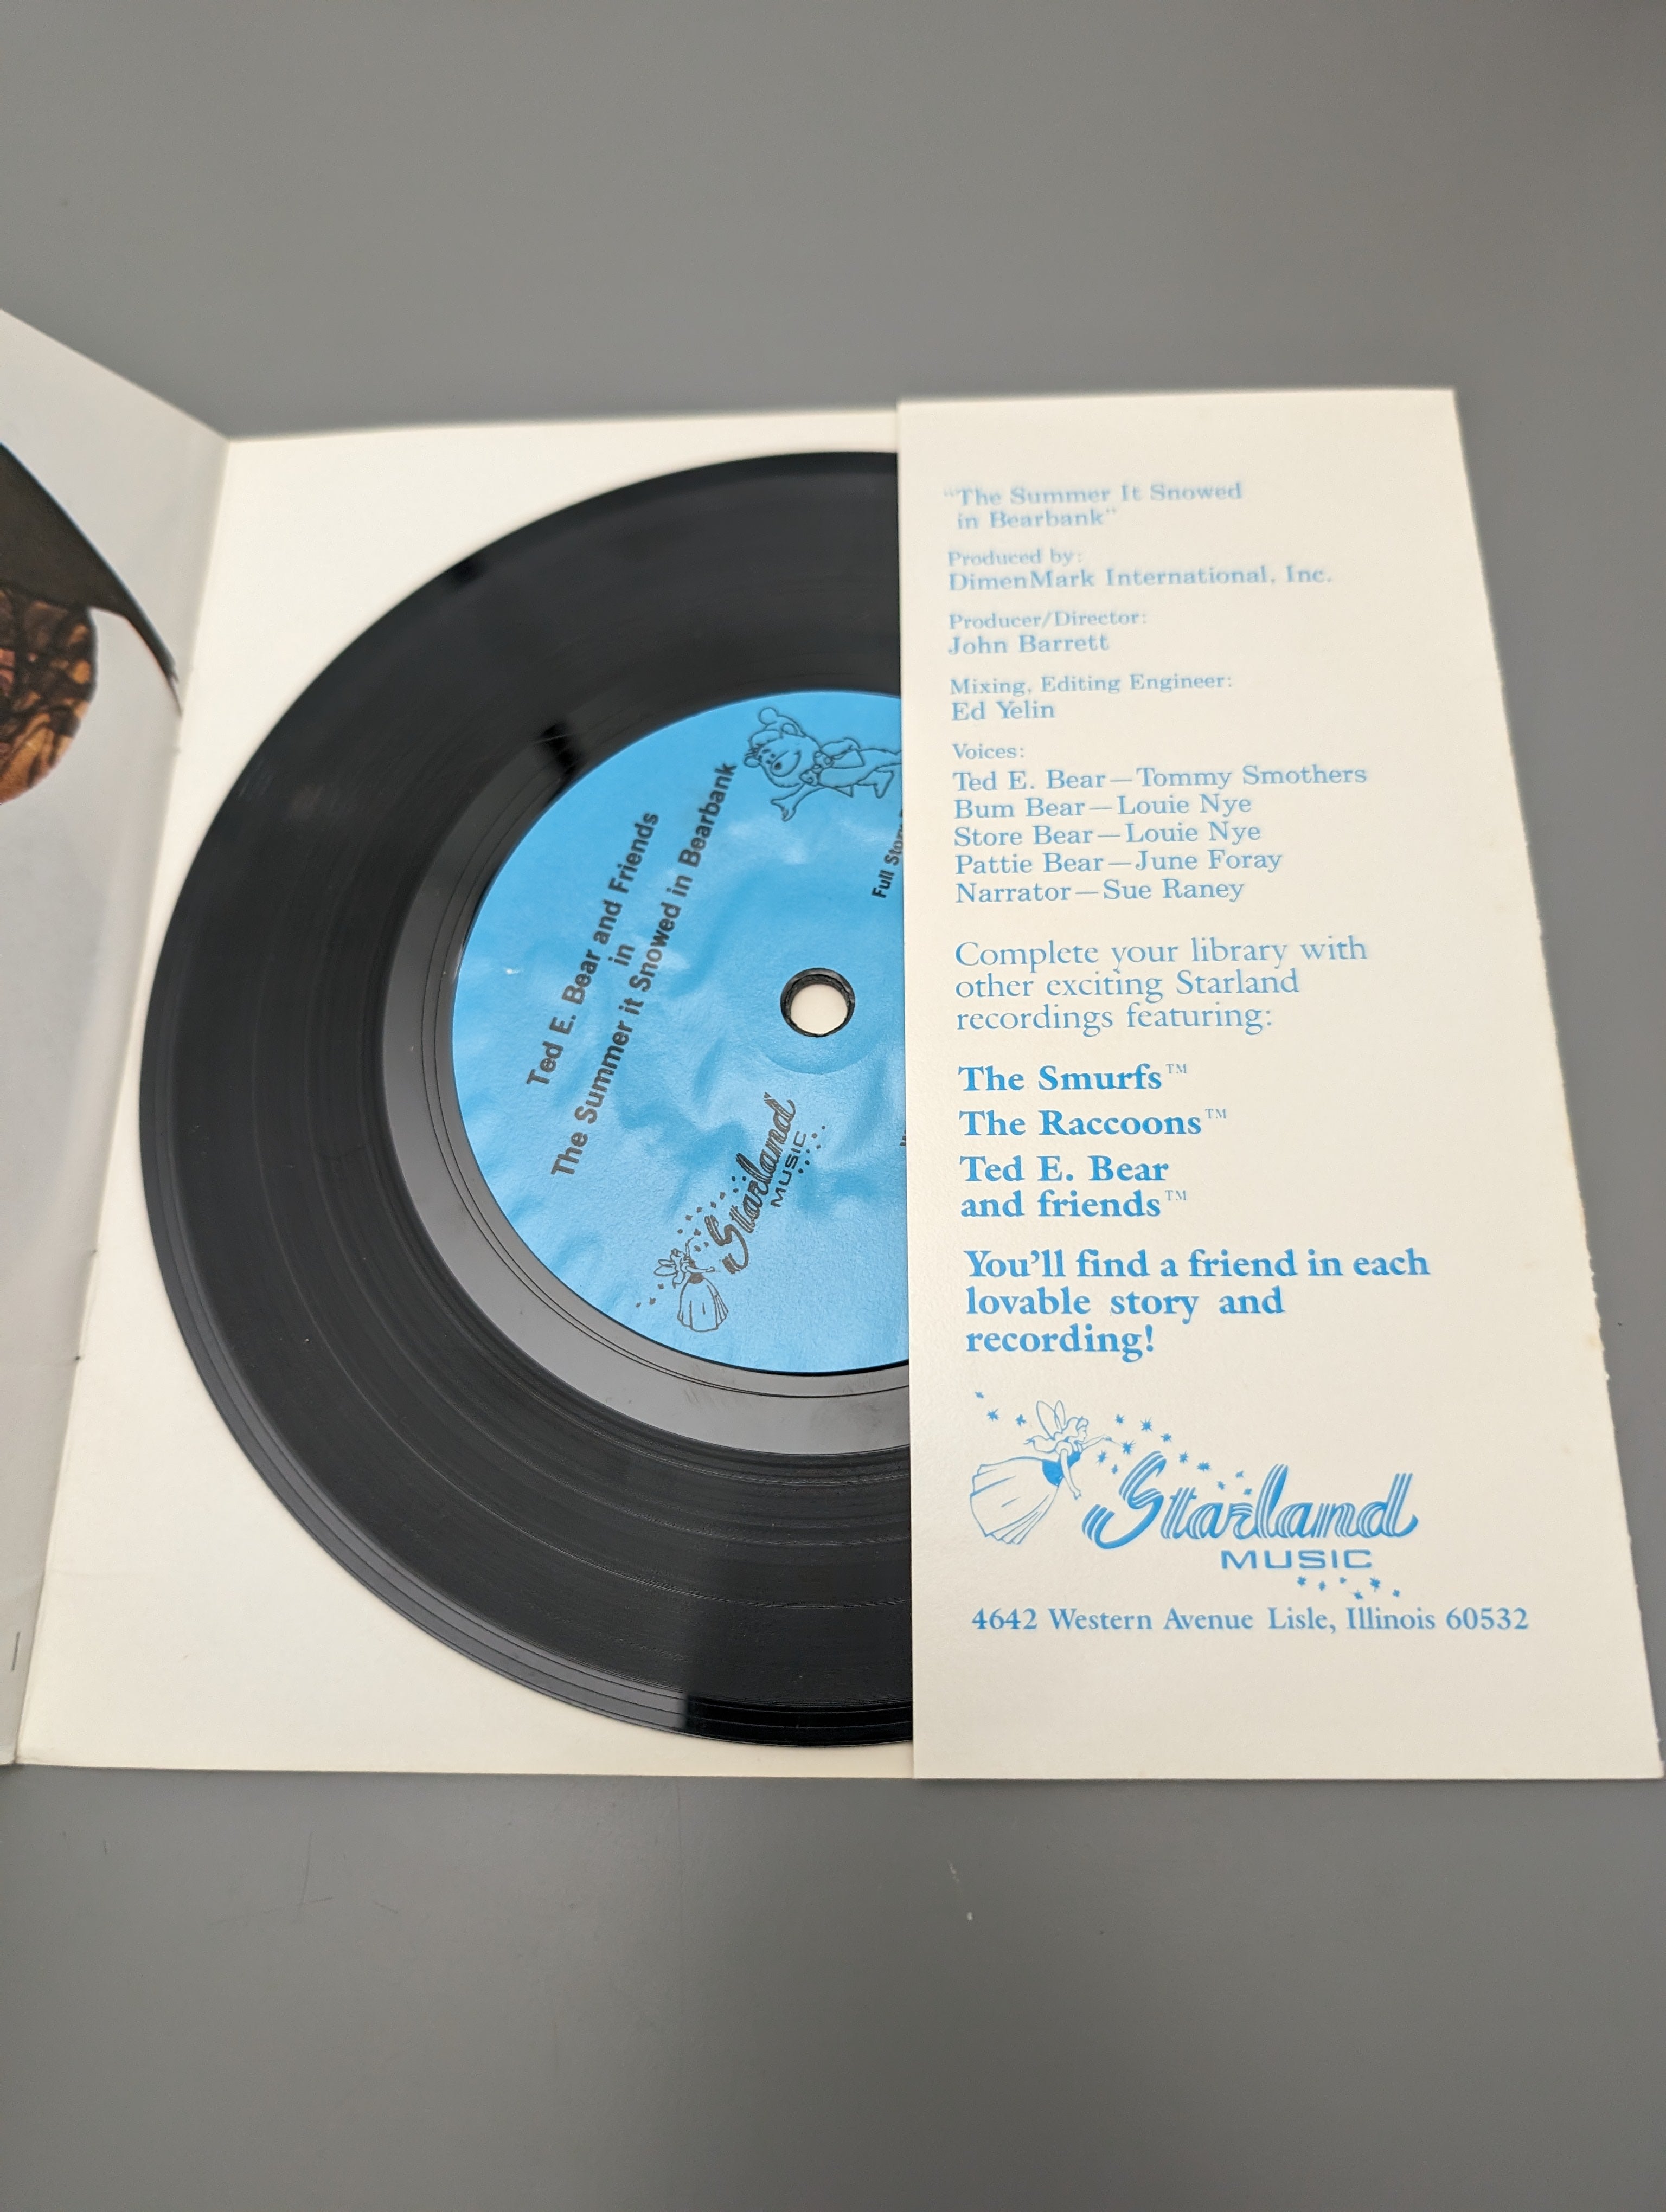 Ted E. Bear and Friends
in
The Summer it Snowed in Bearbank
Full Story
Starland
MUSIC
"The Summer It Snowed
in Bearbank"
Produced by:
DimenMark International, Inc.
Producer/Director:
John Barrett
Mixing, Editing Engineer:
Ed Yelin
Voices:
Ted E. Bear—Tommy Smothers
Bum Bear—Louie Nye
Store Bear—Louie Nye
Pattie Bear—June Foray
Narrator—Sue Raney
Complete your library with
other exciting Starland
recordings featuring:
The Smurfs™
The Raccoons™
Ted E. Bear
and friends™
You'll find a friend in each
lovable story and
recording!
Starland
MUSIC
4642 Western Avenue Lisle, Illinois 60532